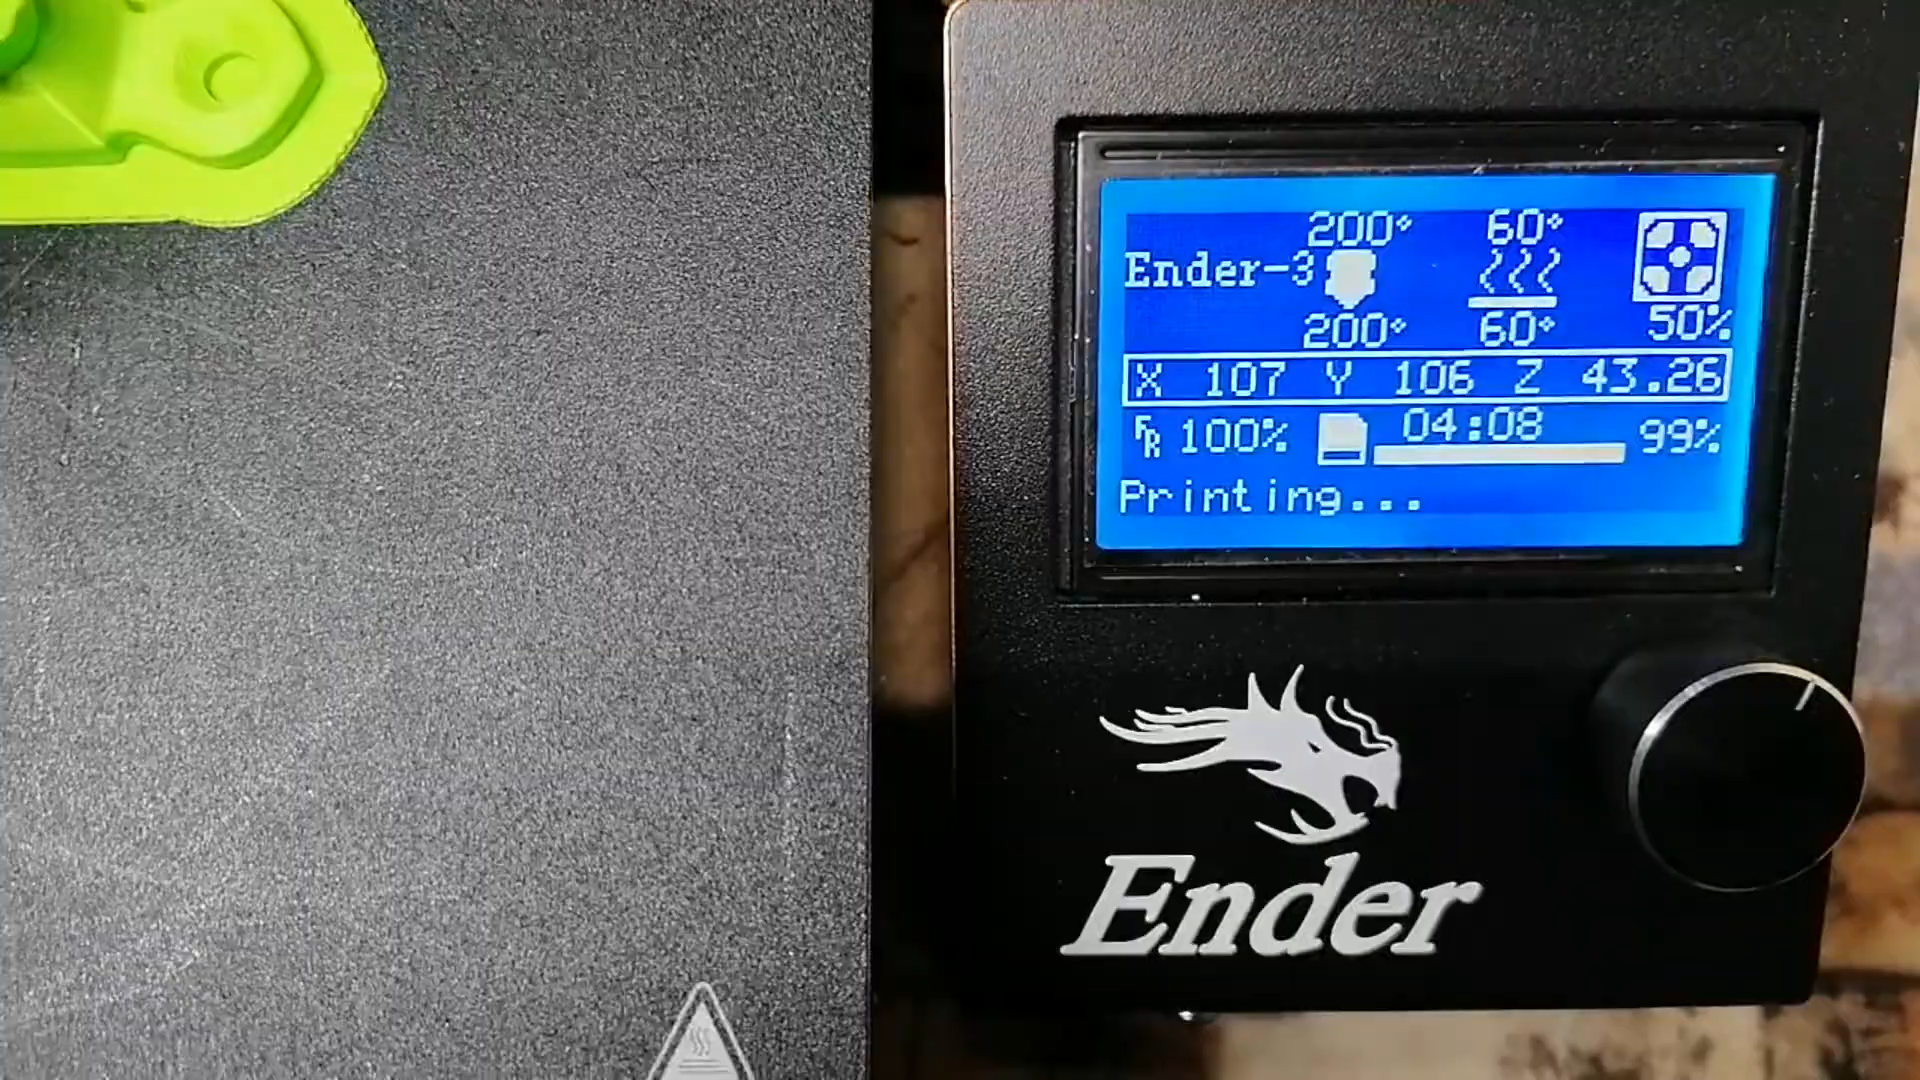 200° 60°
Ender-3
200° 60° 50%
X 107 Y 106 Z 43.26
FR 100% 04:08 99%
Printing...
Ender